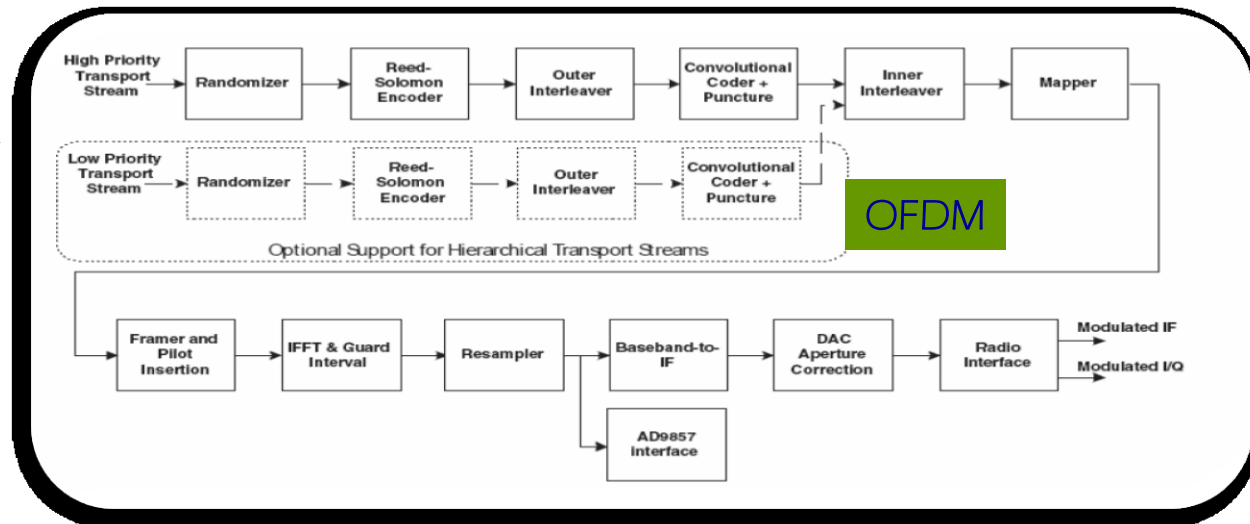 High Priority
Transport
Stream
Randomizer
Reed-
Solomon
Encoder
Outer
Interleaver
Convolutional
Coder +
Puncture
Inner
Interleaver
Mapper
Low Priority
Transport
Stream
Randomizer
Reed-
Solomon
Encoder
Outer
Interleaver
Convolutional
Coder +
Puncture
OFDM
Optional Support for Hierarchical Transport Streams
Framer and
Pilot
Insertion
IFFT & Guard
Interval
Resampler
Baseband-to-
IF
DAC
Aperture
Correction
Radio
Interface
Modulated IF
Modulated I/Q
AD9857
Interface